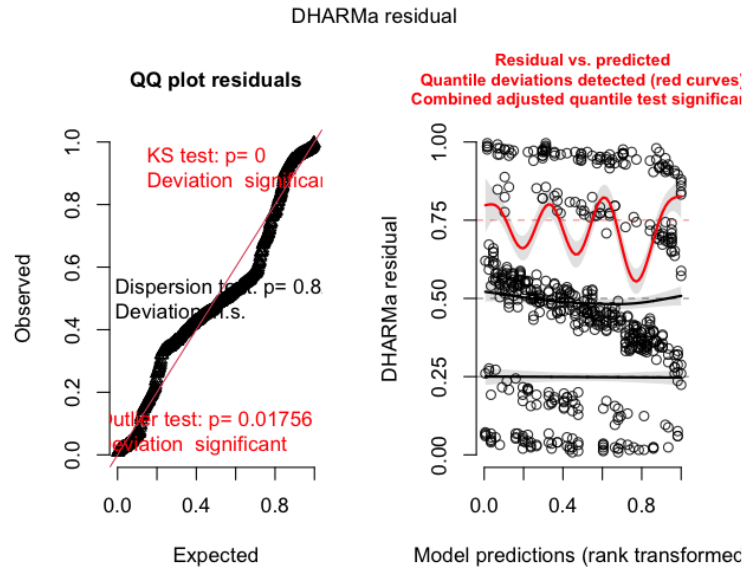 DHARMa residual
QQ plot residuals
KS test: p= 0
Deviation significan
Dispersion test: p= 0.8
Deviation n.s.
Outlier test: p= 0.01756
Deviation significant
Observed
0.0 0.2 0.4 0.6 0.8 1.0
0.0 0.4 0.8
Expected
Residual vs. predicted
Quantile deviations detected (red curves)
Combined adjusted quantile test significan
DHARMa residual
0.00 0.25 0.50 0.75 1.00
0.0 0.4 0.8
Model predictions (rank transformed